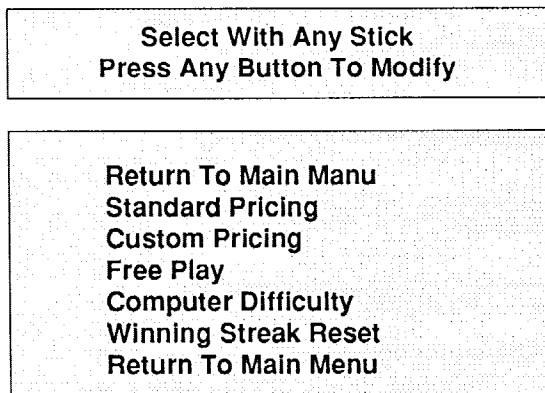 Select With Any Stick
Press Any Button To Modify
Return To Main Manu
Standard Pricing
Custom Pricing
Free Play
Computer Difficulty
Winning Streak Reset
Return To Main Menu